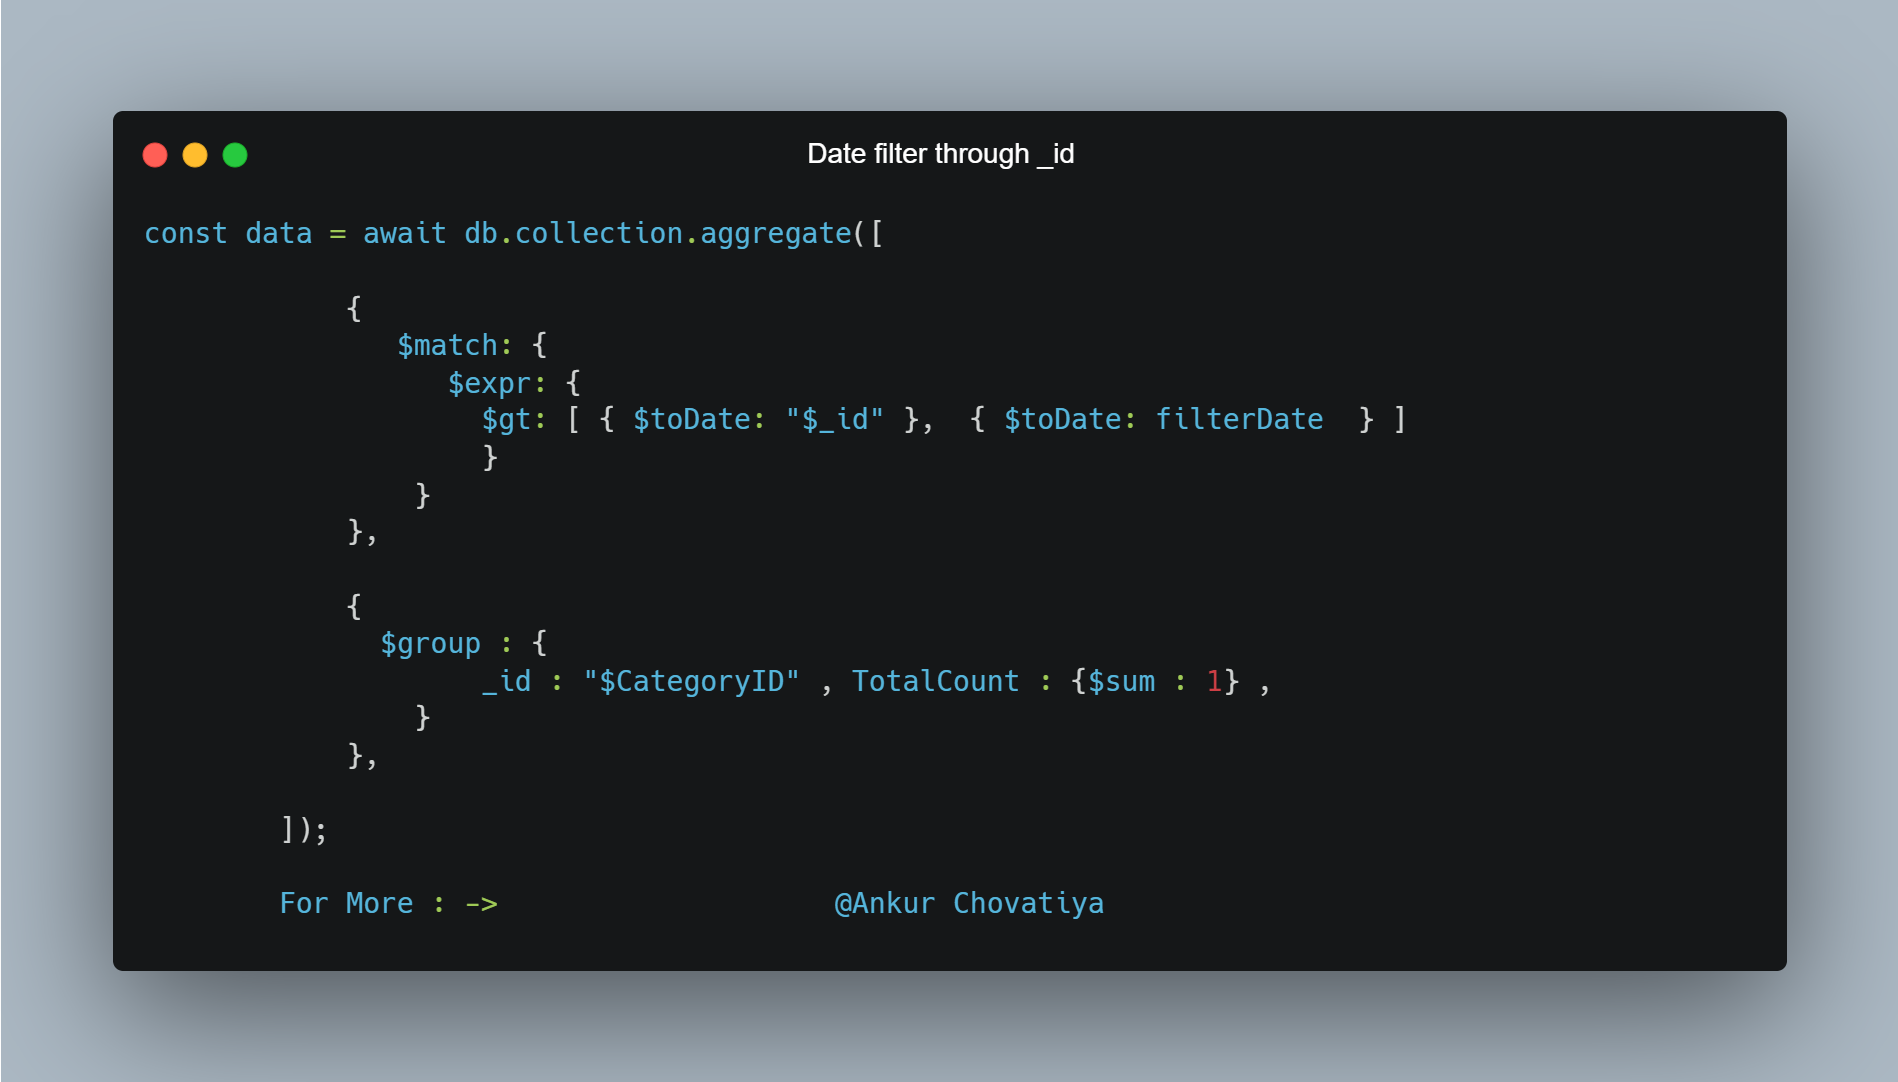 Date filter through _id
const data = await db.collection.aggregate([
{
$match: {
$expr: {
$gt: [ { $toDate: "$_id" },  { $toDate: filterDate  } ]
}
}
},
{
$group : {
_id : "$CategoryID" , TotalCount : {$sum : 1} ,
}
},
]);
For More : -> @Ankur Chovatiya